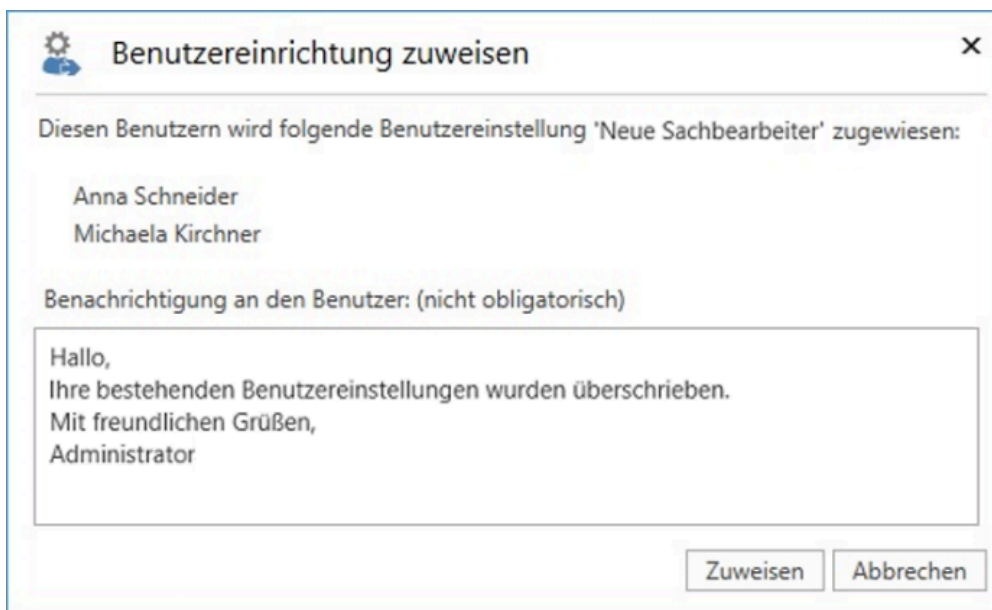 Benutzereinrichtung zuweisen
Diesen Benutzern wird folgende Benutzereinstellung 'Neue Sachbearbeiter' zugewiesen:
Anna Schneider
Michaela Kirchner
Benachrichtigung an den Benutzer: (nicht obligatorisch)
Hallo,
Ihre bestehenden Benutzereinstellungen wurden überschrieben.
Mit freundlichen Grüßen,
Administrator
Zuweisen Abbrechen